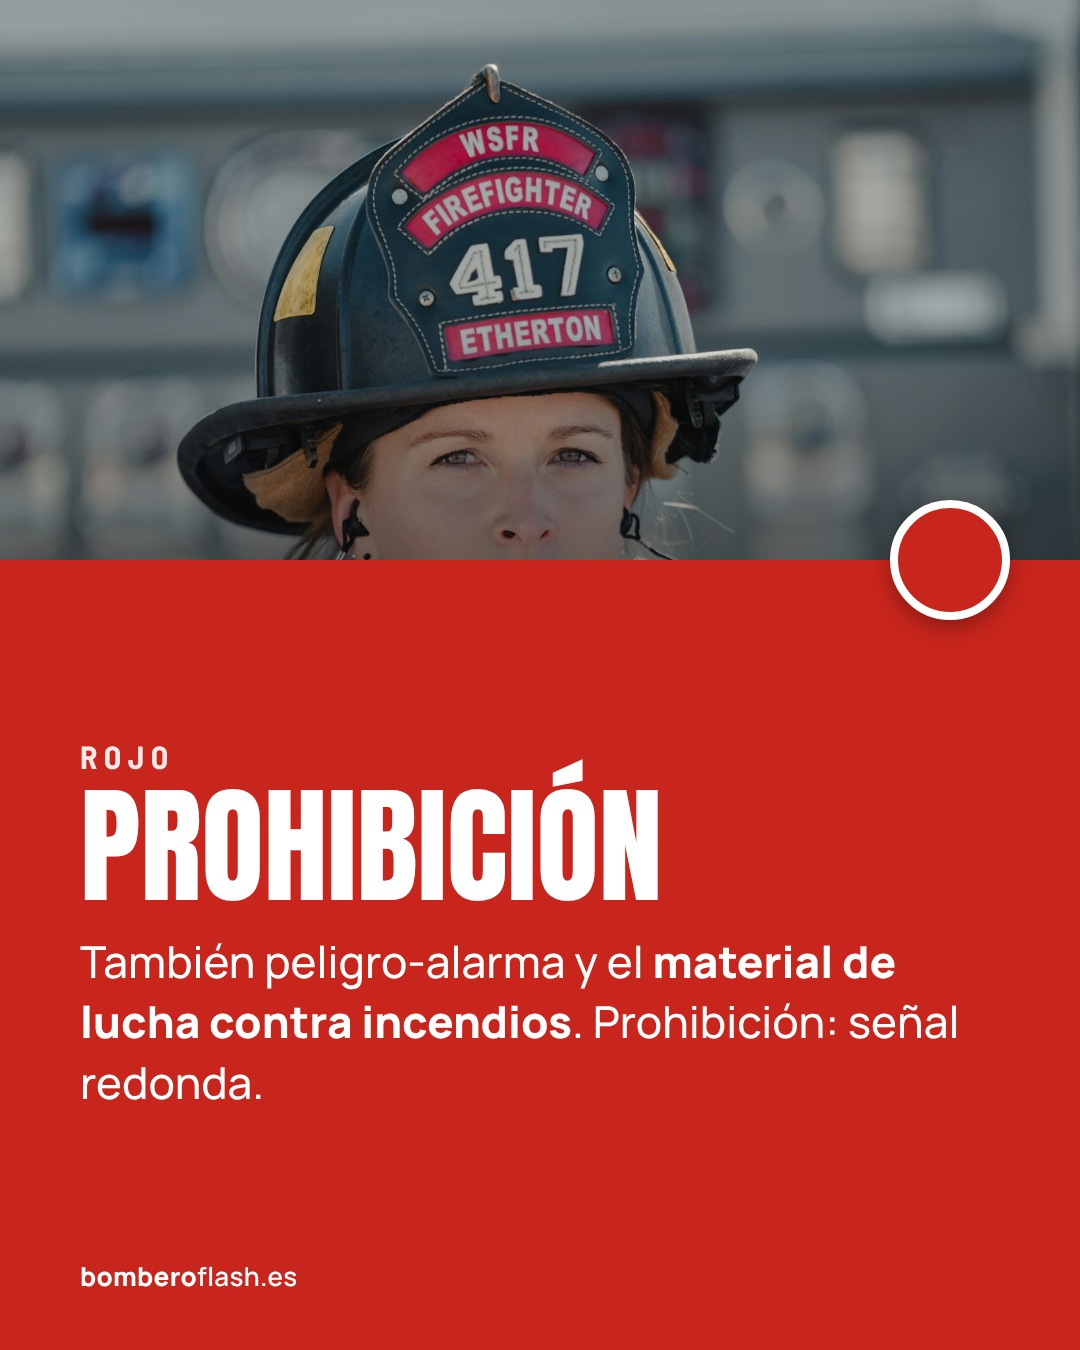 WSFR
FIREFIGHTER
417
ETHERTON
ROJO
PROHIBICIÓN
También peligro-alarma y el material de
lucha contra incendios. Prohibición: señal
redonda.
bomberoflash.es